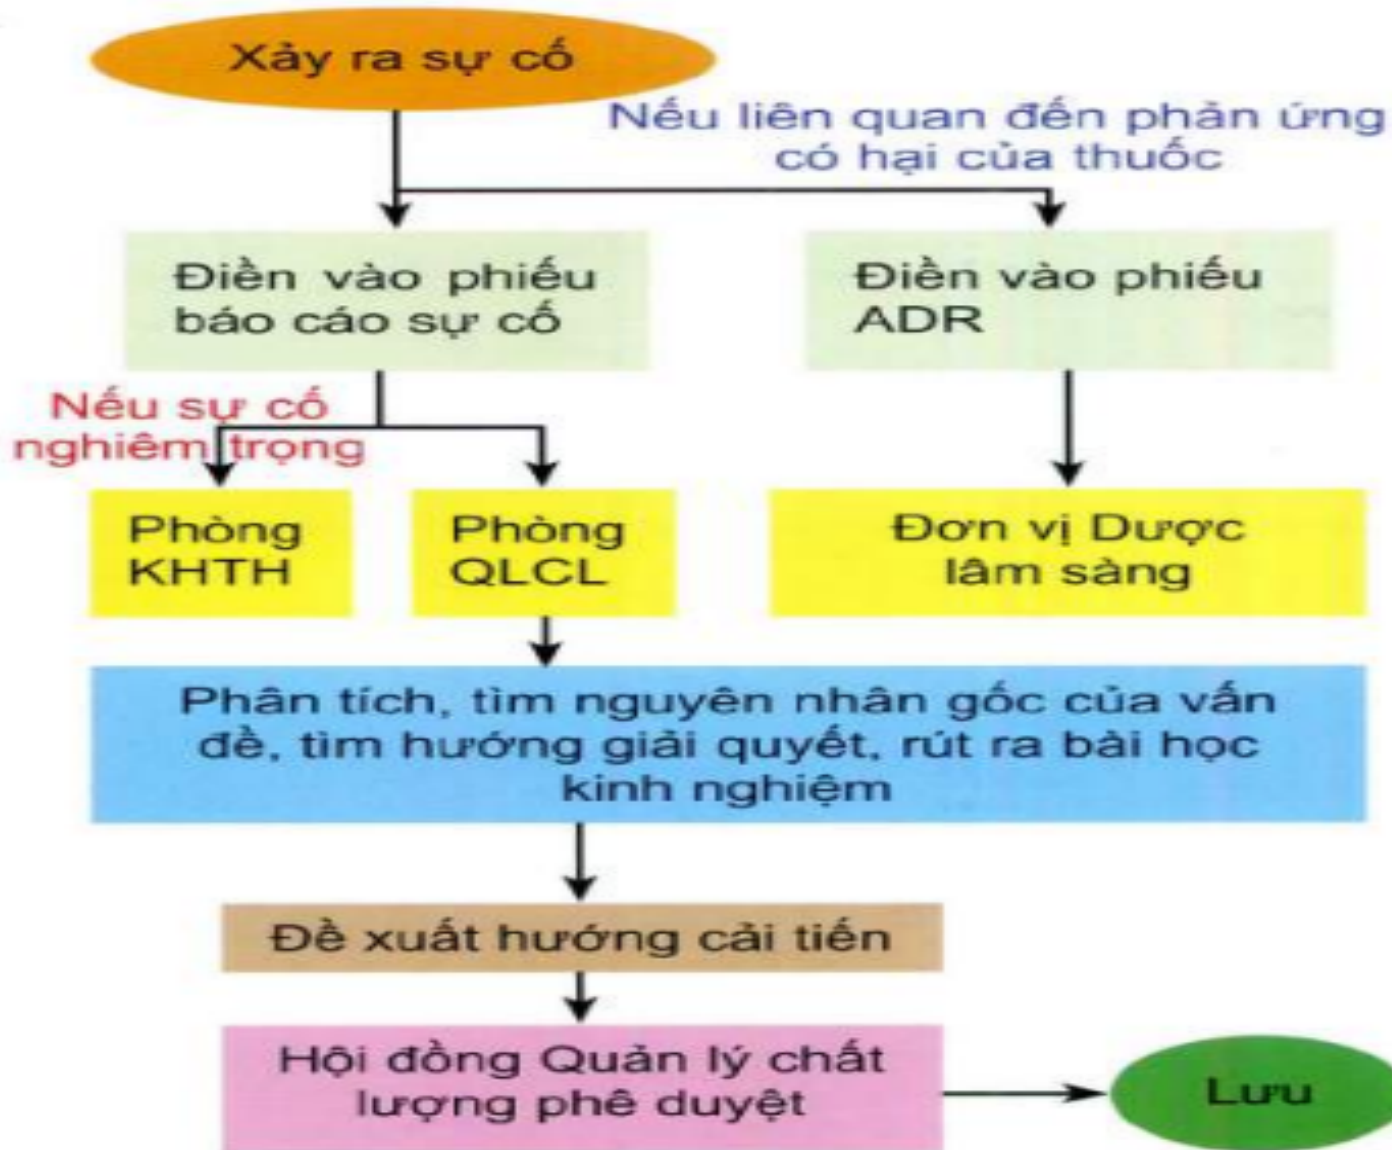 Xảy ra sự cố
Nếu liên quan đến phản ứng
có hại của thuốc
Điền vào phiếu
báo cáo sự cố
Điền vào phiếu
ADR
Nếu sự cố
nghiêm trọng
Phòng
KHTH
Phòng
QLCL
Đơn vị Dược
lâm sàng
Phân tích, tìm nguyên nhân gốc của vấn
đề, tìm hướng giải quyết, rút ra bài học
kinh nghiệm
Đề xuất hướng cải tiến
Hội đồng Quản lý chất
lượng phê duyệt
Lưu